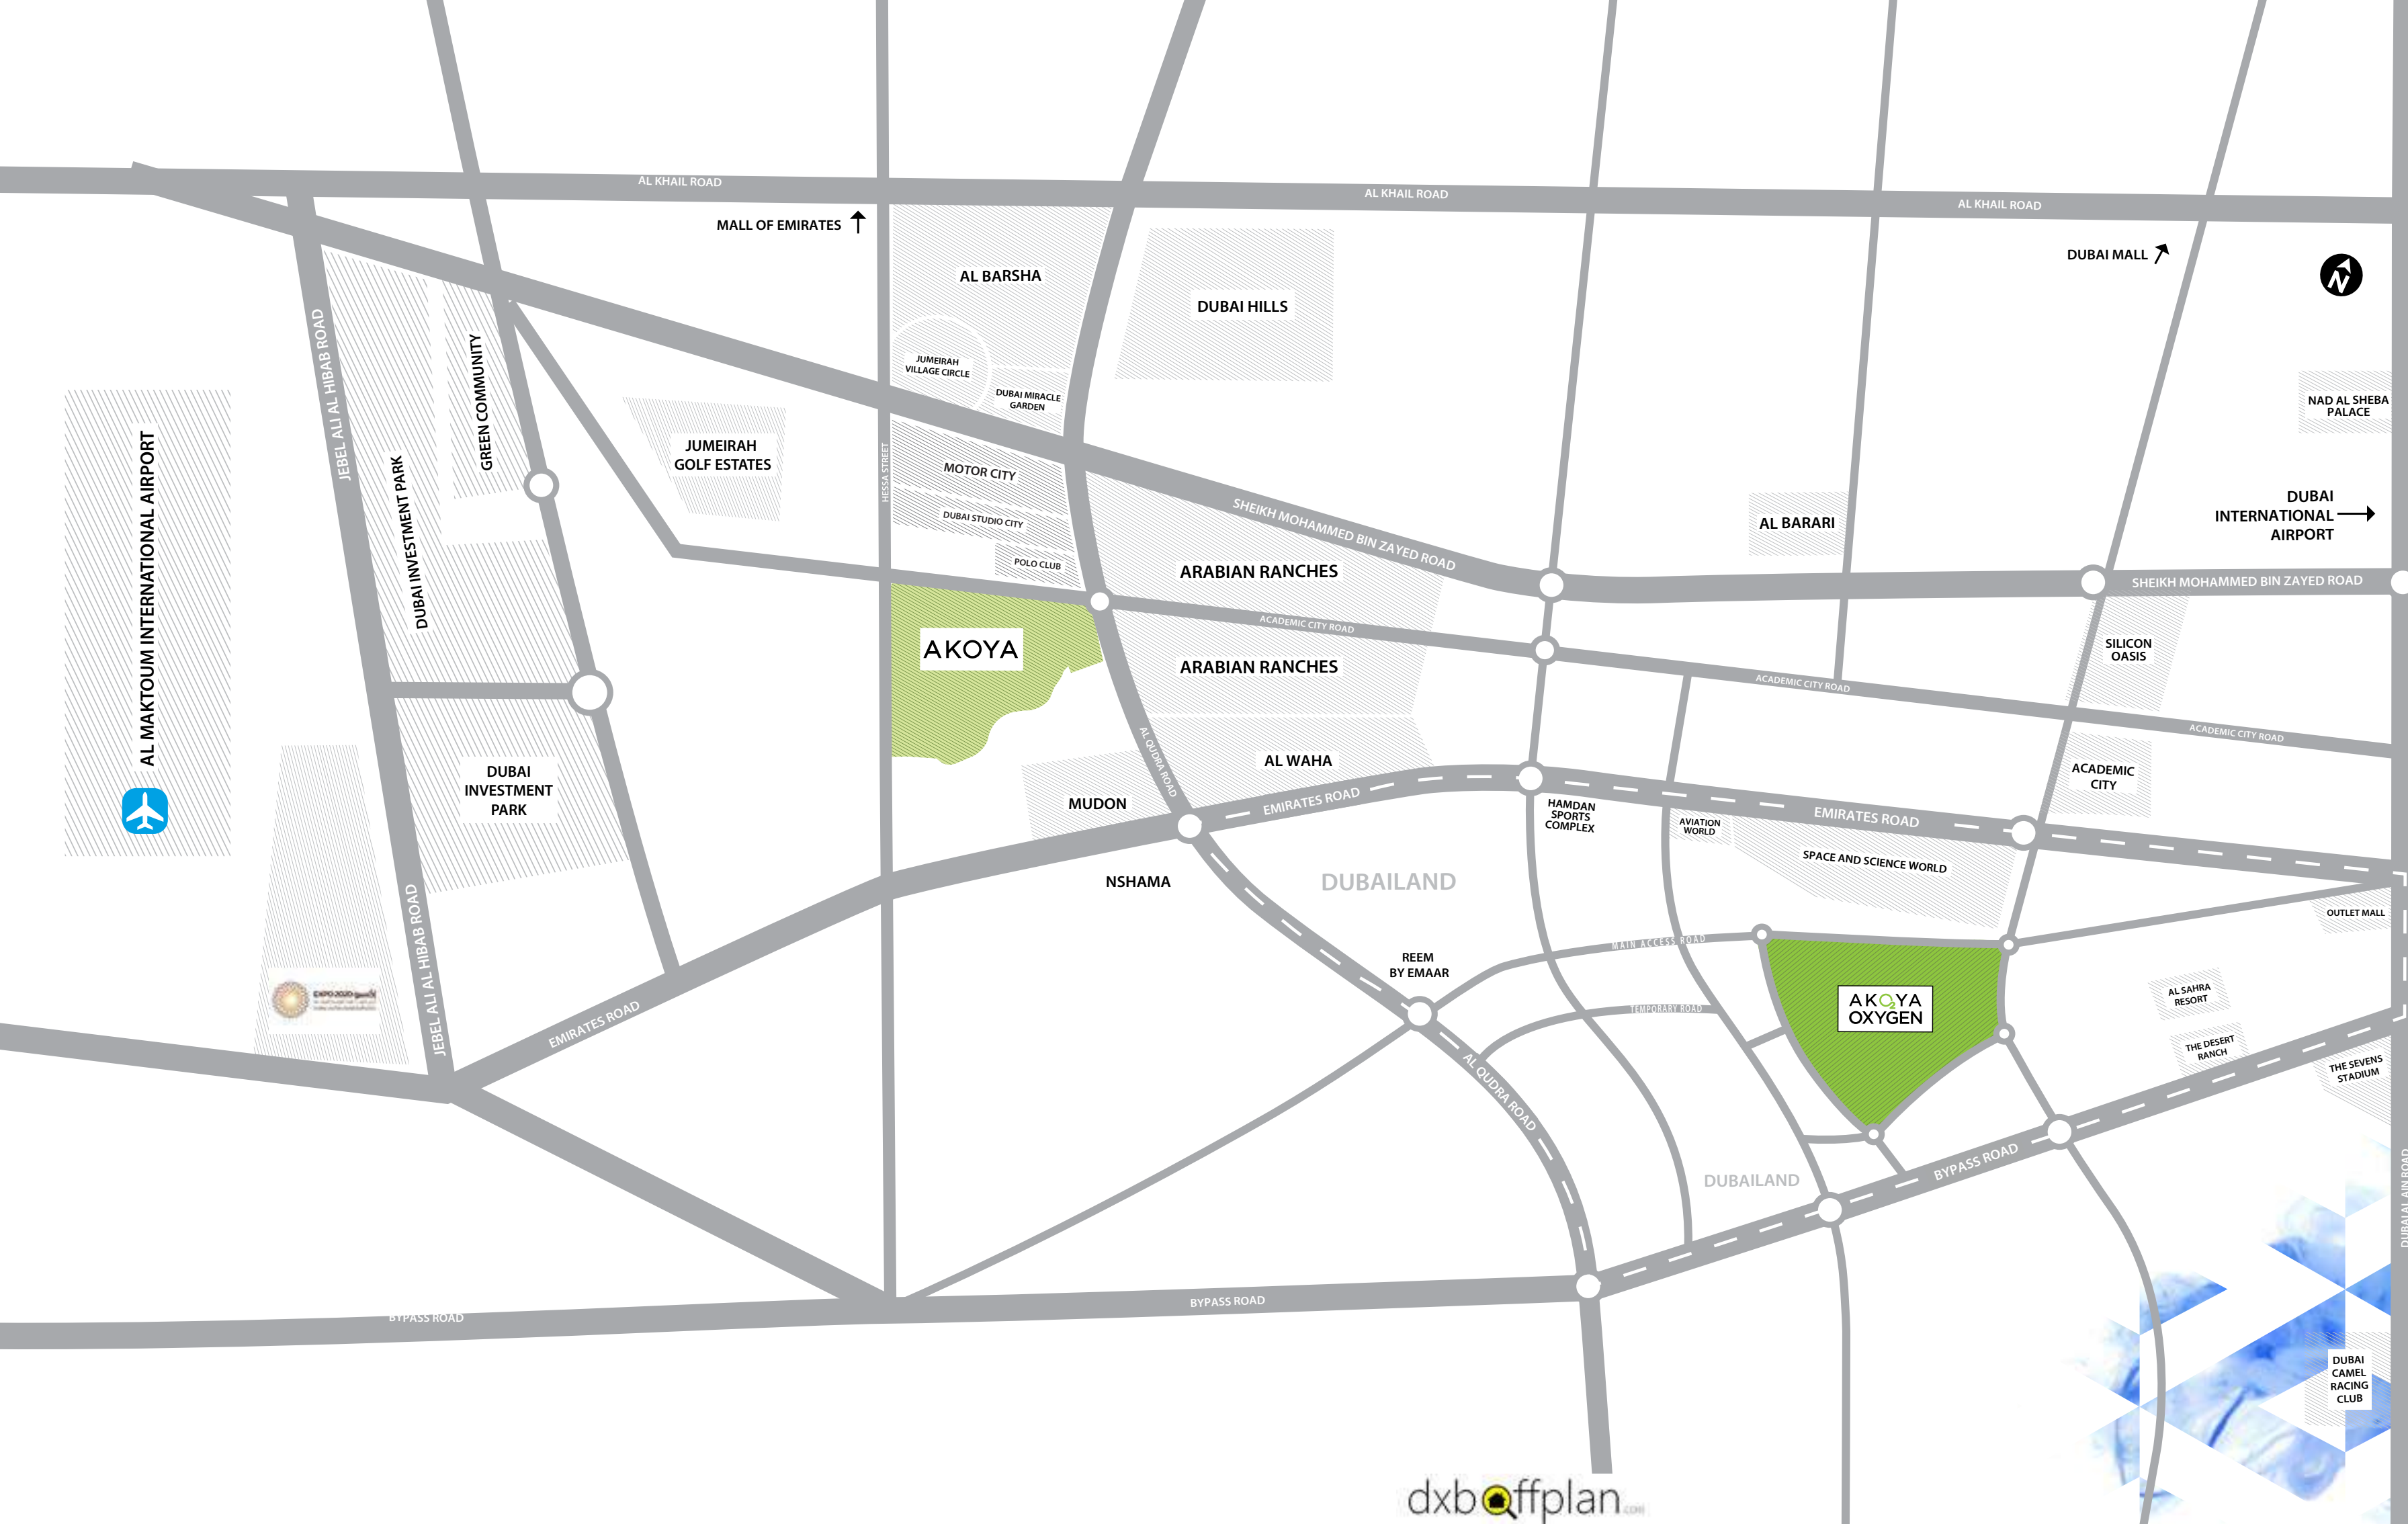 AL KHAIL ROAD
AL KHAIL ROAD
AL KHAIL ROAD
MALL OF EMIRATES
DUBAI MALL
N
AL BARSHA
DUBAI HILLS
JUMEIRAH
VILLAGE CIRCLE
DUBAI MIRACLE
GARDEN
NAD AL SHEBA
PALACE
JEBEL ALI AL HIBAB ROAD
GREEN COMMUNITY
JUMEIRAH
GOLF ESTATES
HESSA STREET
MOTOR CITY
DUBAI STUDIO CITY
POLO CLUB
SHEIKH MOHAMMED BIN ZAYED ROAD
AL BARARI
DUBAI
INTERNATIONAL
AIRPORT
AL MAKTOUM INTERNATIONAL AIRPORT
DUBAI INVESTMENT PARK
ARABIAN RANCHES
SHEIKH MOHAMMED BIN ZAYED ROAD
ACADEMIC CITY ROAD
AKOYA
ARABIAN RANCHES
SILICON
OASIS
ACADEMIC CITY ROAD
ACADEMIC CITY ROAD
AL QUDRA ROAD
AL WAHA
DUBAI
INVESTMENT
PARK
ACADEMIC
CITY
MUDON
EMIRATES ROAD
HAMDAN
SPORTS
COMPLEX
AVIATION
WORLD
EMIRATES ROAD
SPACE AND SCIENCE WORLD
NSHAMA
DUBAILAND
OUTLET MALL
JEBEL ALI AL HIBAB ROAD
MAIN ACCESS ROAD
REEM
BY EMAAR
EXPO 2020
AL SAHRA
RESORT
EMIRATES ROAD
TEMPORARY ROAD
AKO2YA
OXYGEN
THE DESERT
RANCH
THE SEVENS
STADIUM
AL QUDRA ROAD
BYPASS ROAD
DUBAILAND
DUBAI AL AIN ROAD
BYPASS ROAD
BYPASS ROAD
DUBAI
CAMEL
RACING
CLUB
dxboffplan.com